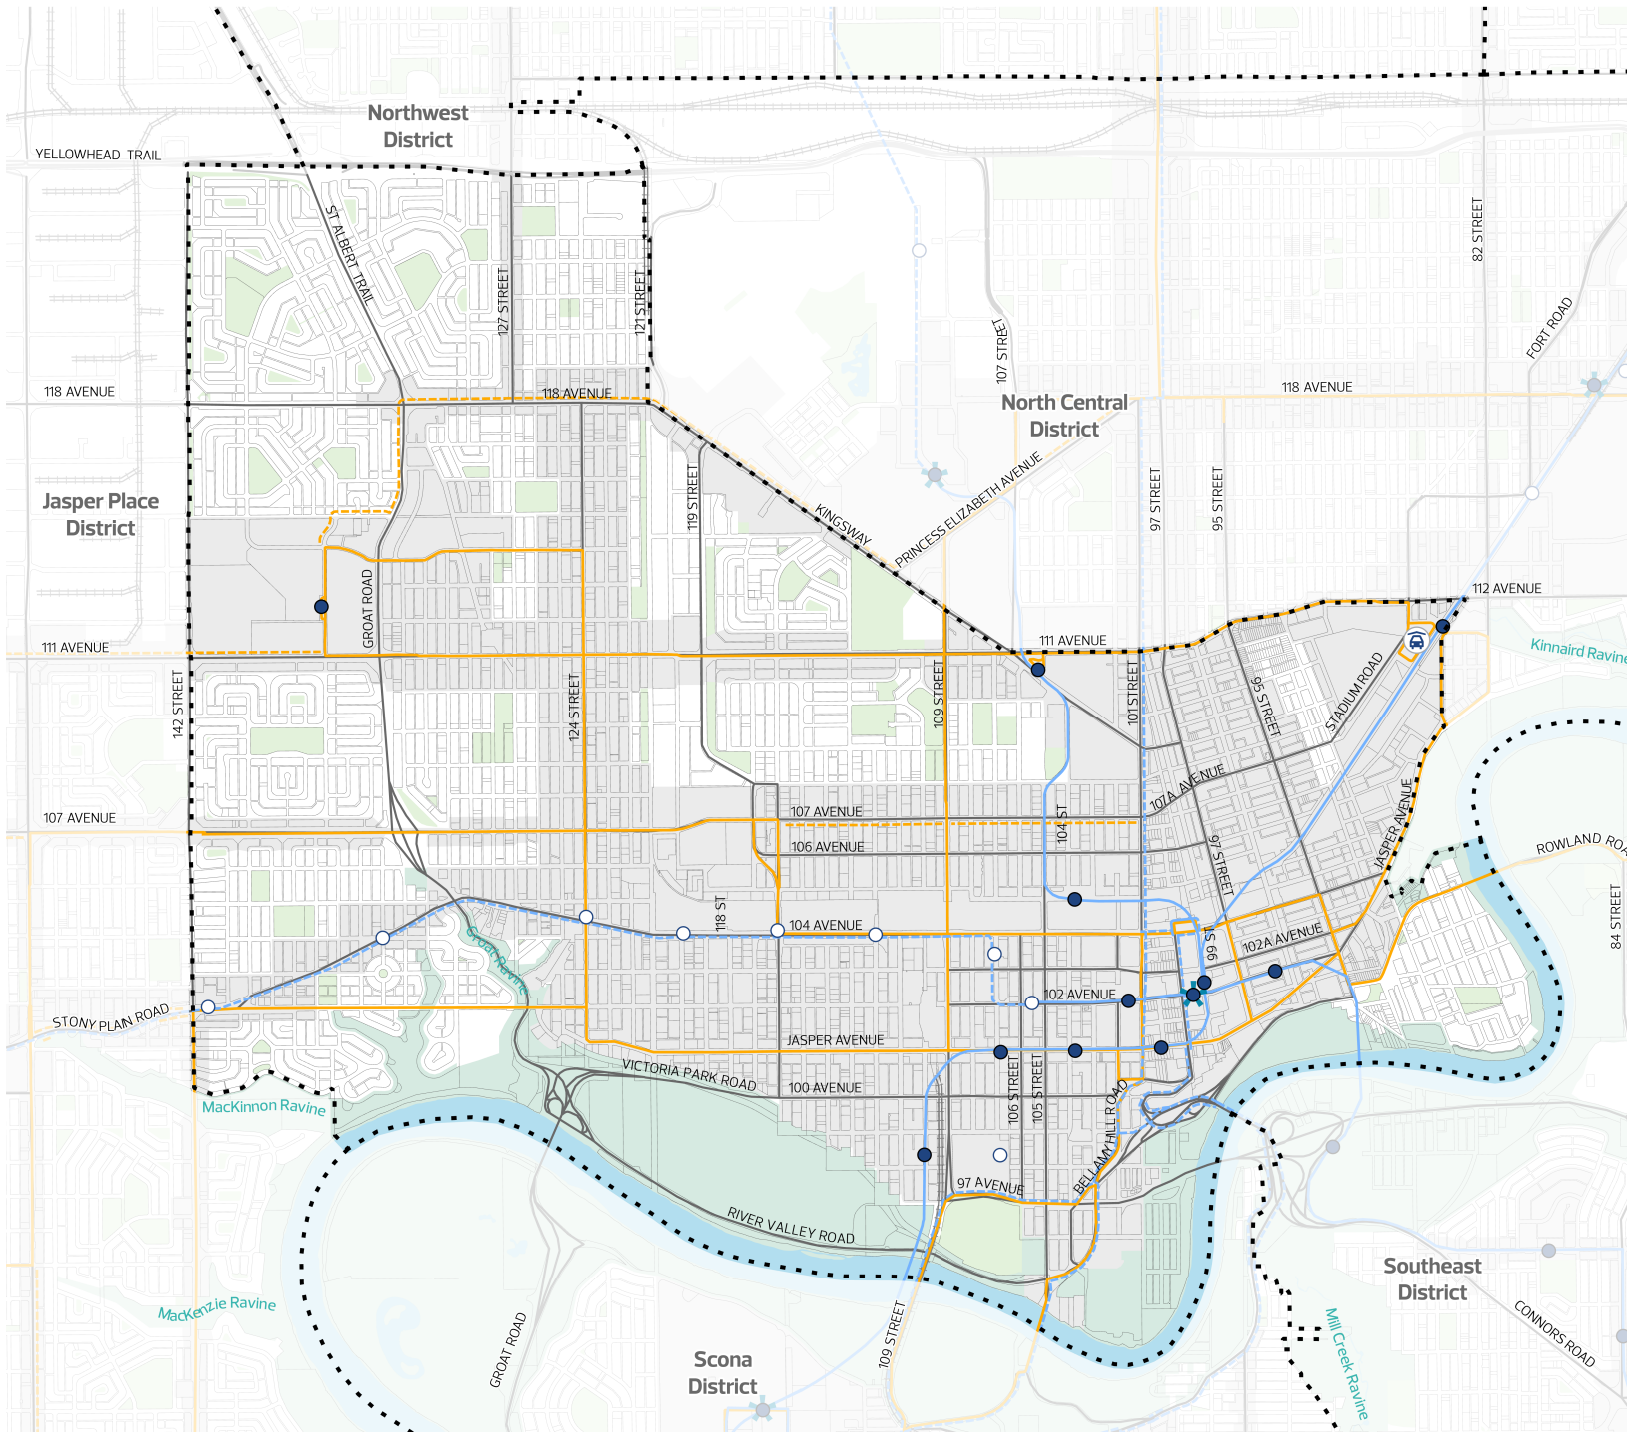 Northwest
District
YELLOWHEAD TRAIL
ST ALBERT TRAIL
127 STREET
121 STREET
82 STREET
FORT ROAD
107 STREET
118 AVENUE
118 AVENUE
118 AVENUE
North Central
District
Jasper Place
District
119 STREET
KINGSWAY
PRINCESS ELIZABETH AVENUE
97 STREET
95 STREET
112 AVENUE
GROAT ROAD
111 AVENUE
111 AVENUE
Kinnaird Ravine
142 STREET
124 STREET
109 STREET
101 STREET
95 STREET
STADIUM ROAD
107A AVENUE
107 AVENUE
107 AVENUE
104 ST
106 AVENUE
97 STREET
JASPER AVENUE
ROWLAND ROA
84 STREET
118 ST
104 AVENUE
99 ST
102A AVENUE
Groat Ravine
102 AVENUE
STONY PLAIN ROAD
JASPER AVENUE
VICTORIA PARK ROAD
100 AVENUE
106 STREET
105 STREET
BELLAMY HILL ROAD
MacKinnon Ravine
97 AVENUE
RIVER VALLEY ROAD
Southeast
District
MacKenzie Ravine
GROAT ROAD
109 STREET
Scona
District
Mill Creek Ravine
CONNORS ROAD